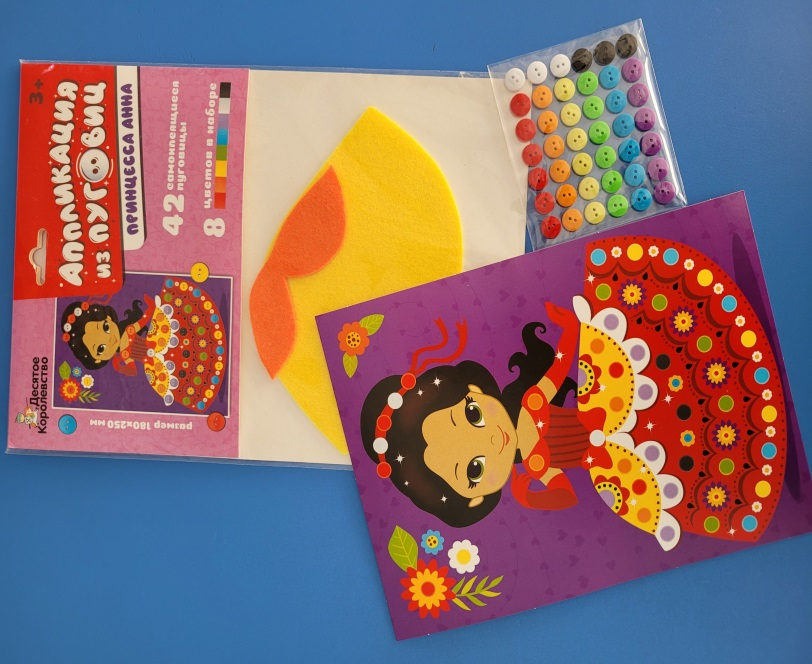 3+
АППЛИКАЦИЯ
ИЗ ПУГОВИЦ
ПРИНЦЕССА АННА
42 самоклеящиеся
пуговицы
8 цветов в наборе
Десятое
Королевство
размер 180х250 мм